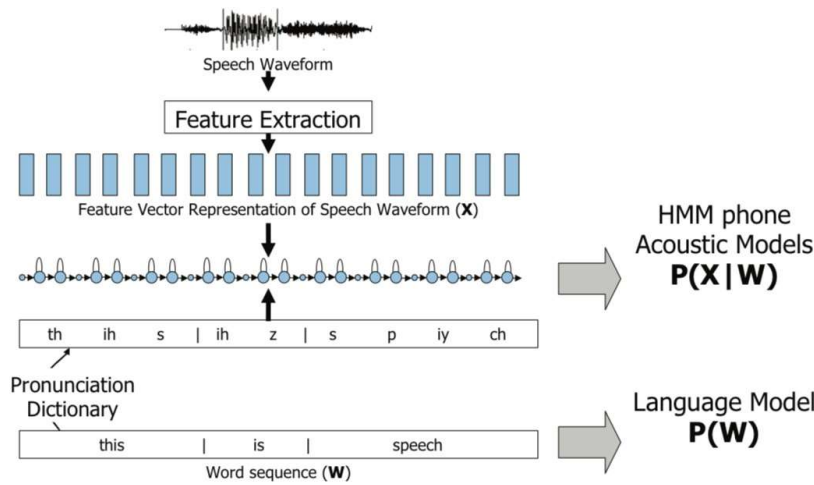 Speech Waveform
Feature Extraction
Feature Vector Representation of Speech Waveform (X)
HMM phone
Acoustic Models
P(X|W)
th ih s | ih z | s p iy ch
Pronunciation
Dictionary
Language Model
P(W)
this | is | speech
Word sequence (W)